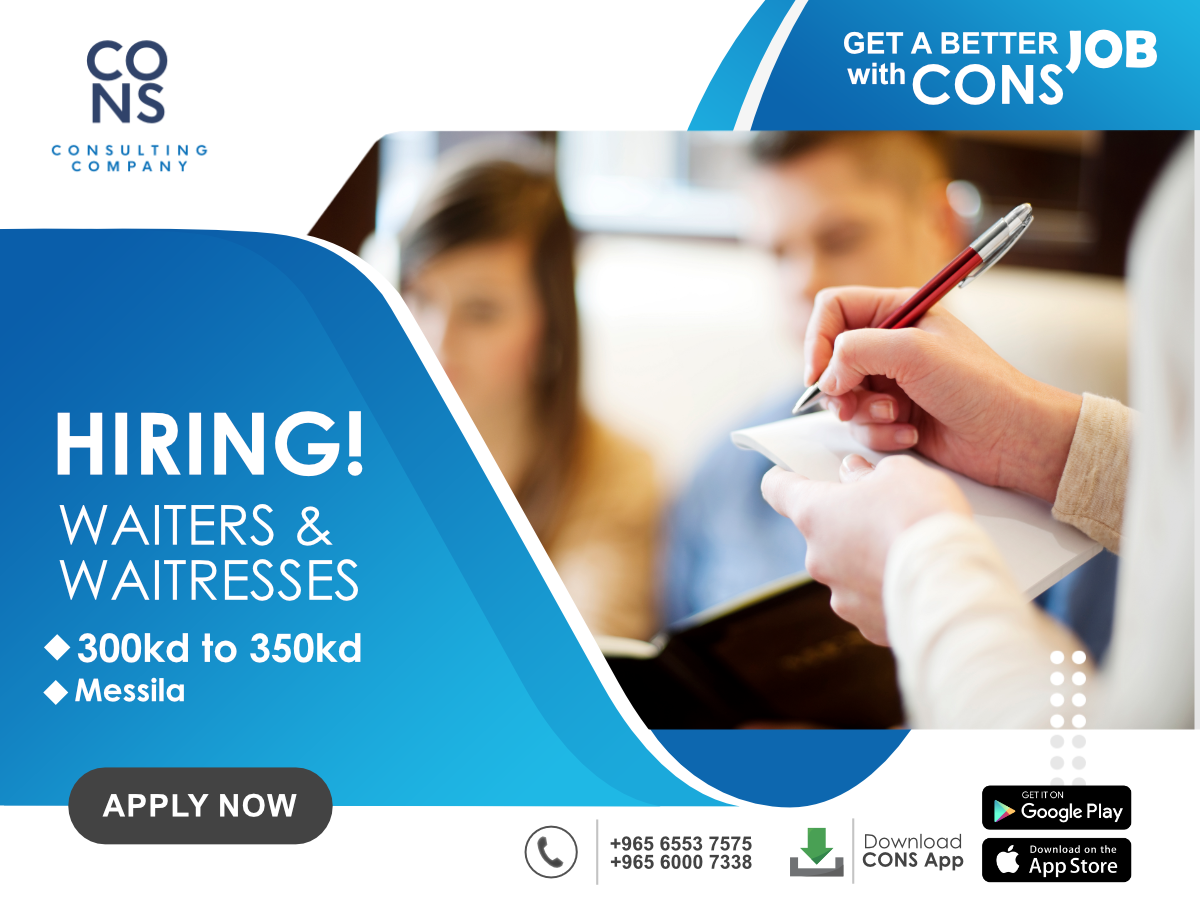 CO
NS
CONSULTING
COMPANY
GET A BETTER JOB
with CONS
HIRING!
WAITERS &
WAITRESSES
300kd to 350kd
Messila
APPLY NOW
+965 6553 7575
+965 6000 7338
Download
CONS App
GET IT ON
Google Play
Download on the
App Store